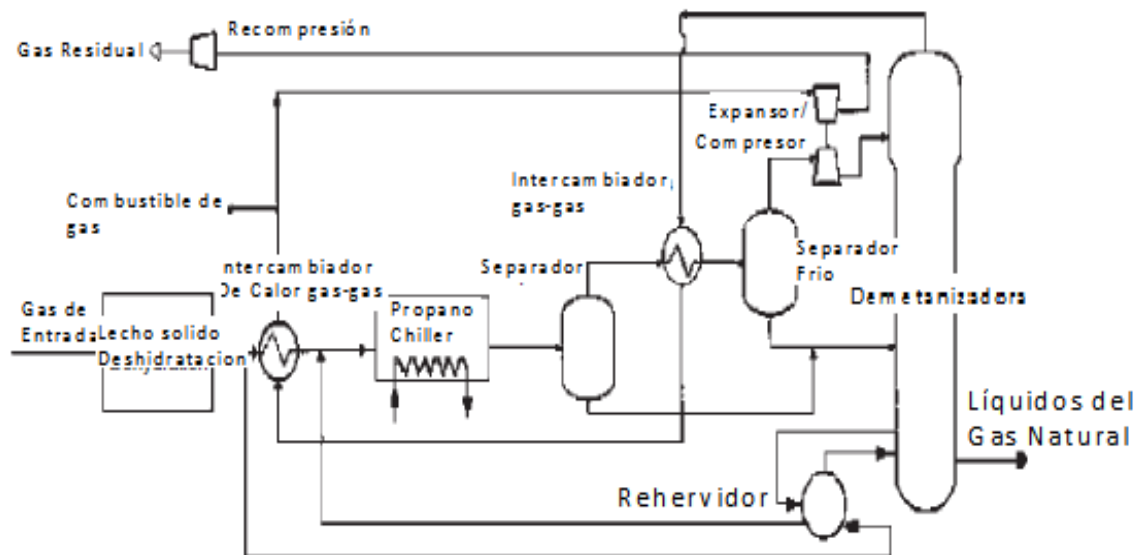 Recompresión
Gas Residual
Expansor/
Compresor
Intercambiador
gas-gas
Combustible de
gas
Separador
Separador
Frio
Intercambiador
De Calor gas-gas
Demetanizadora
Gas de
Entrada
Lecho solido
Deshidratacion
Propano
Chiller
Líquidos del
Gas Natural
Rehervidor